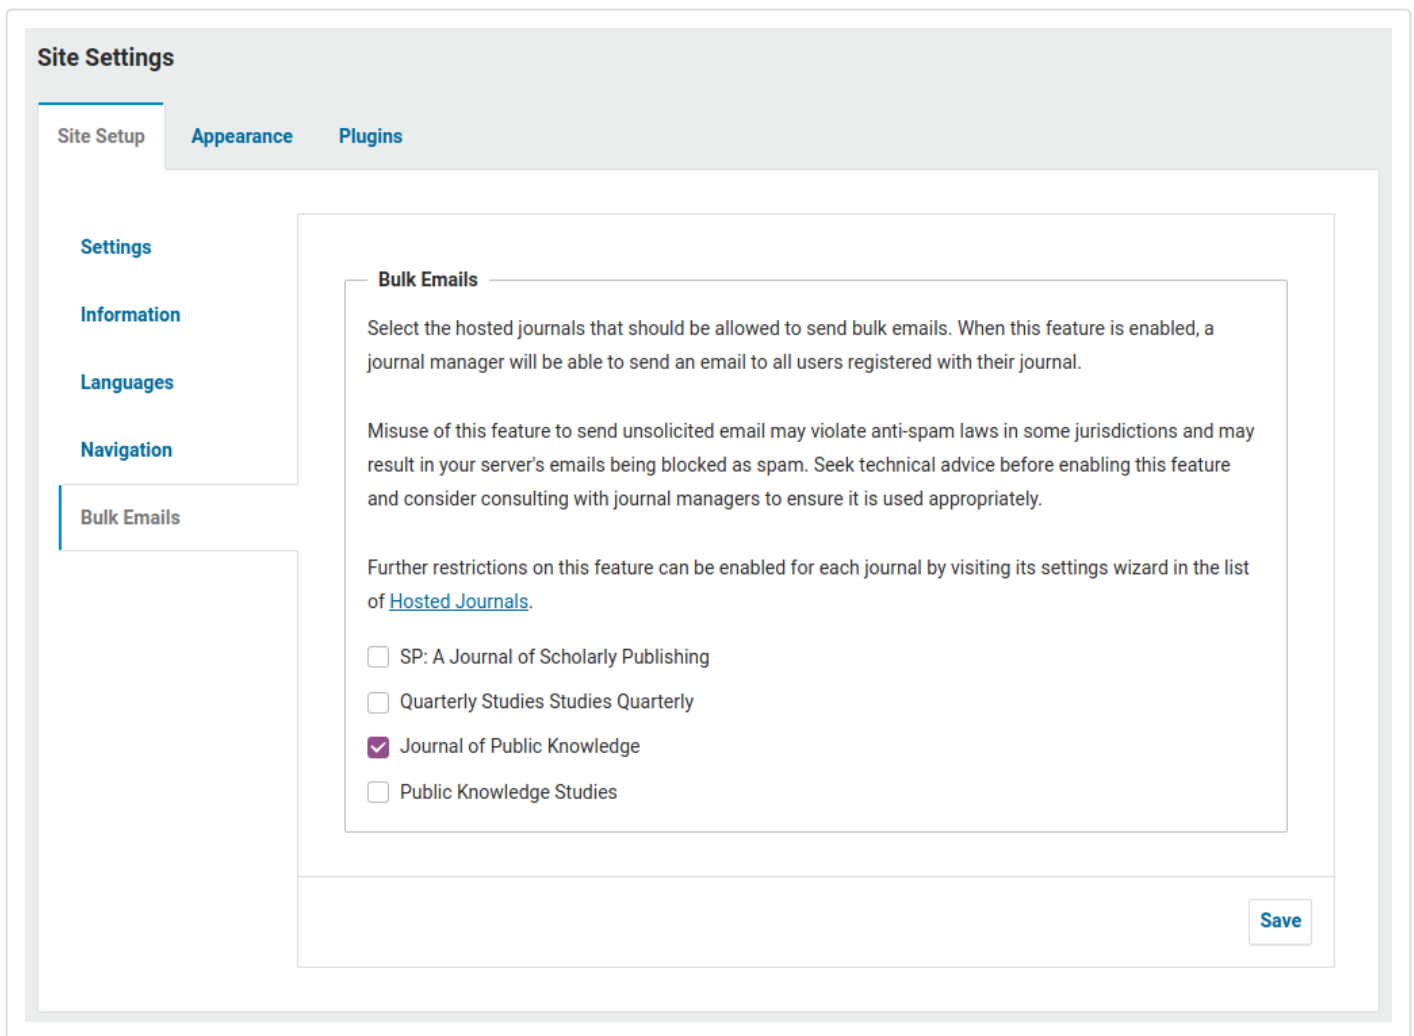 Site Settings
Site Setup
Appearance
Plugins
Settings
Information
Languages
Navigation
Bulk Emails
Bulk Emails
Select the hosted journals that should be allowed to send bulk emails. When this feature is enabled, a
journal manager will be able to send an email to all users registered with their journal.
Misuse of this feature to send unsolicited email may violate anti-spam laws in some jurisdictions and may
result in your server's emails being blocked as spam. Seek technical advice before enabling this feature
and consider consulting with journal managers to ensure it is used appropriately.
Further restrictions on this feature can be enabled for each journal by visiting its settings wizard in the list
of Hosted Journals.
SP: A Journal of Scholarly Publishing
Quarterly Studies Studies Quarterly
Journal of Public Knowledge
Public Knowledge Studies
Save